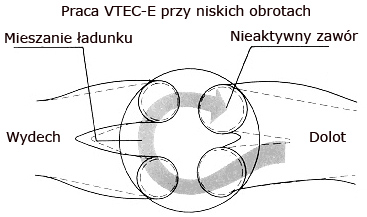 Praca VTEC-E przy niskich obrotach
Mieszanie ładunku
Nieaktywny zawór
Wydech
Dolot